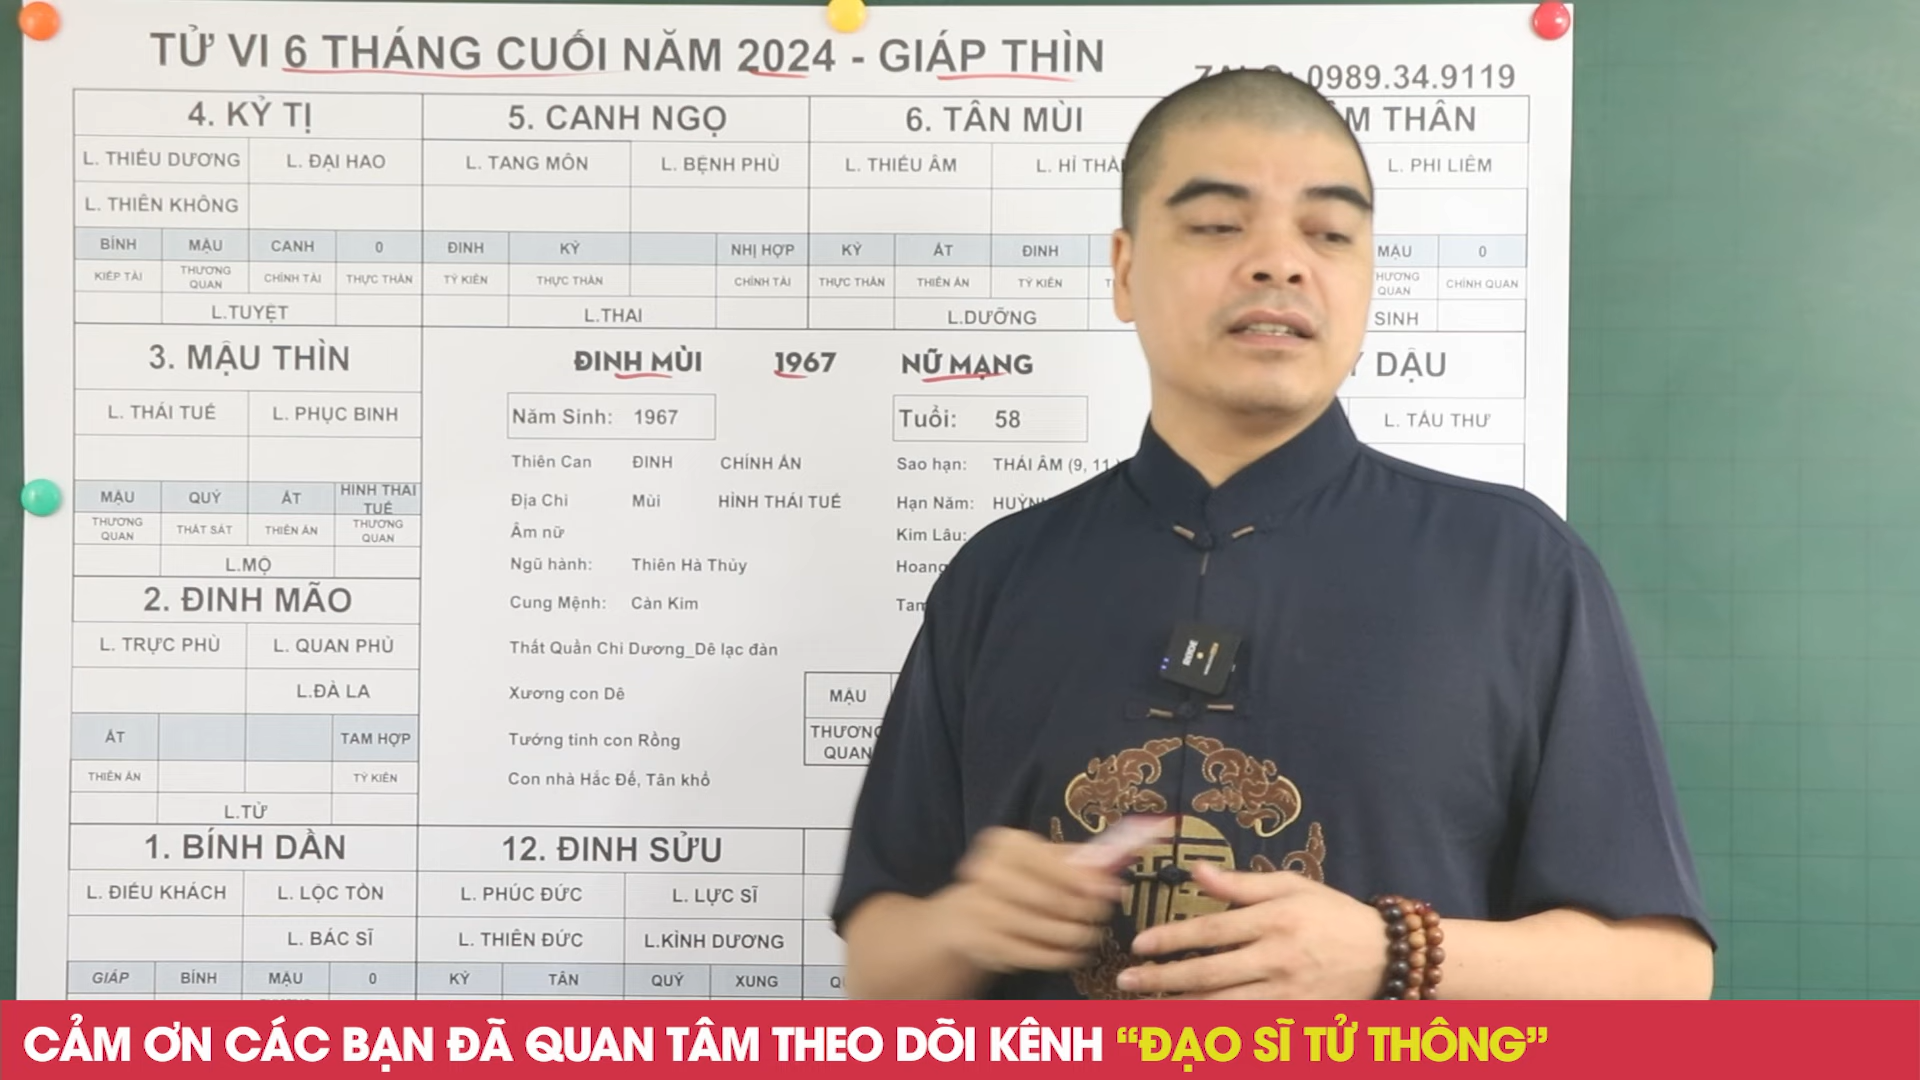 TỬ VI 6 THÁNG CUỐI NĂM 2024 - GIÁP THÌN
0989.34.9119
4. KỶ TỊ
5. CANH NGỌ
6. TÂN MÙI
THÂN
L. THIẾU DƯƠNG
L. ĐẠI HAO
L. TANG MÔN
L. BỆNH PHÙ
L. THIẾU ÂM
L. HỈ
L. PHI LIÊM
L. THIÊN KHÔNG
BÍNH
MẬU
CANH
0
ĐINH
KỶ
NHỊ HỢP
KỶ
ẤT
ĐINH
MẬU
0
KIẾP TÀI
THƯƠNG QUAN
CHÍNH TÀI
THỰC THẦN
TỶ KIÊN
THỰC THẦN
CHÍNH TÀI
THỰC THẦN
THIÊN ẤN
TỶ KIÊN
QUAN
CHÍNH QUAN
L.TUYỆT
L.THAI
L.DƯỠNG
SINH
3. MẬU THÌN
ĐINH MÙI 1967 NỮ MẠNG
DẬU
L. THÁI TUẾ
L. PHỤC BINH
Năm Sinh: 1967
Tuổi: 58
L. TẤU THƯ
Thiên Can ĐINH CHÍNH ẤN
Sao hạn: THÁI ÂM (9, 11
MẬU
QUÝ
ẤT
HÌNH THÁI TUẾ
Địa Chi Mùi HÌNH THÁI TUẾ
Hạn Năm:
THƯƠNG QUAN
THẤT SÁT
THIÊN ẤN
THƯƠNG QUAN
Âm nữ
Kim Lâu:
L.MỘ
Ngũ hành: Thiên Hà Thủy
2. ĐINH MÃO
Cung Mệnh: Càn Kim
L. TRỰC PHÙ
L. QUAN PHỦ
Thất Quần Chi Dương_Dê lạc đàn
L.ĐÀ LA
Xương con Dê
MẬU
ẤT
TAM HỢP
Tướng tinh con Rồng
THƯƠNG
QUAN
THIÊN ẤN
TỶ KIÊN
Con nhà Hắc Đế, Tân khổ
L.TỬ
1. BÍNH DẦN
12. ĐINH SỬU
L. ĐIẾU KHÁCH
L. LỘC TỒN
L. PHÚC ĐỨC
L. LỰC SĨ
L. BÁC SĨ
L. THIÊN ĐỨC
L.KÌNH DƯƠNG
GIÁP
BÍNH
MẬU
0
KỶ
TÂN
QUÝ
XUNG
CẢM ƠN CÁC BẠN ĐÃ QUAN TÂM THEO DÕI KÊNH “ĐẠO SĨ TỬ THÔNG”